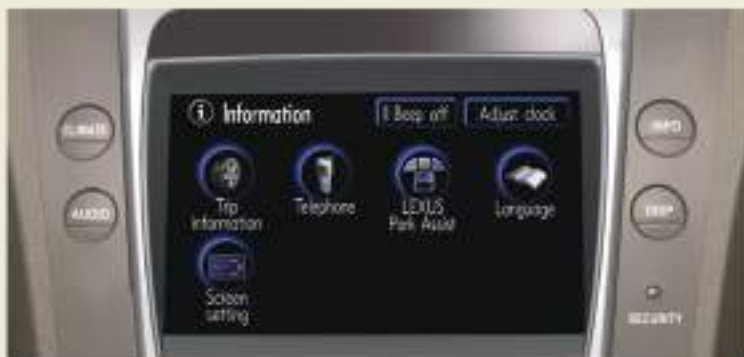 Information
Beep off
Adjust clock
CLIMATE
INFO
Trip
information
Telephone
LEXUS
Park Assist
Language
AUDIO
DISP
Screen
setting
SECURITY